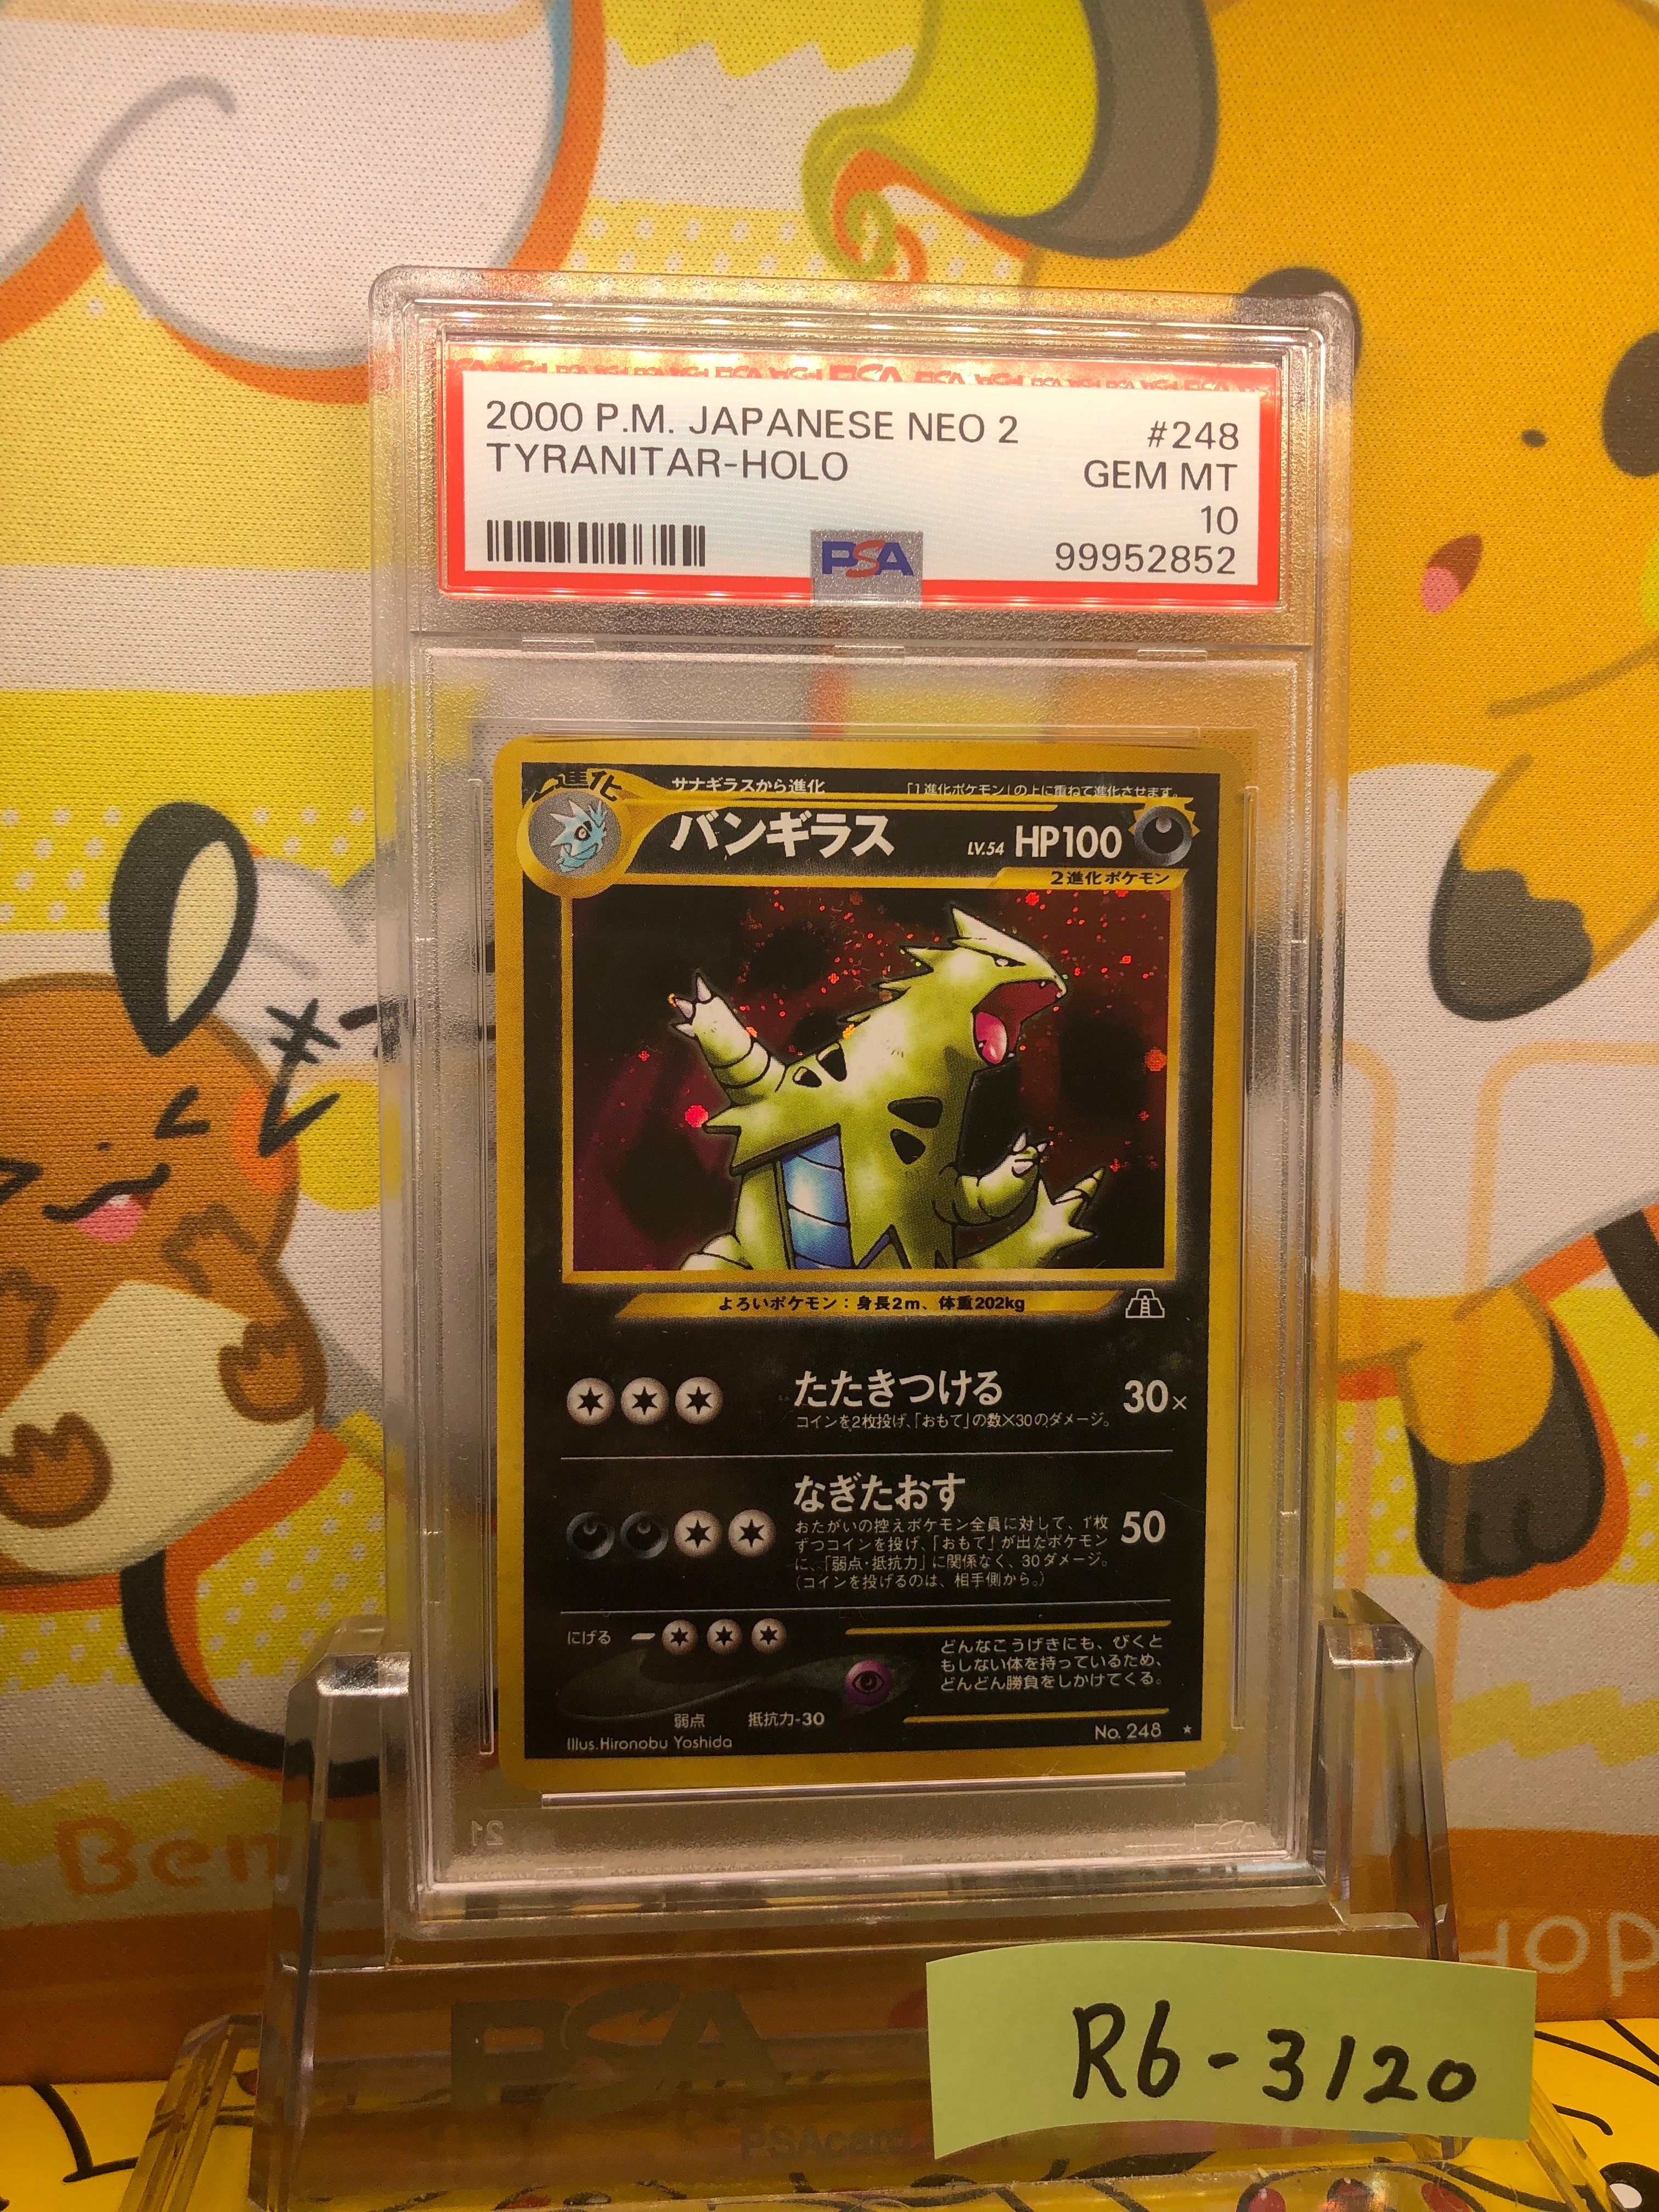 2000 P.M. JAPANESE NEO 2 #248
TYRANITAR-HOLO GEM MT
10
PSA 99952852
2進化
サナギラスから進化 「1進化ポケモン」の上に重ねて進化させます。
バンギラス LV.54 HP100
2進化ポケモン
よろいポケモン：身長2m、体重202kg
たたきつける 30×
コインを2枚投げ、「おもて」の数×30のダメージ。
なぎたおす 50
おたがいの控えポケモン全員に対して、1枚
ずつコインを投げ、「おもて」が出たポケモン
に、「弱点・抵抗力」に関係なく、30ダメージ。
（コインを投げるのは、相手側から。）
にげる
どんなこうげきにも、びくと
もしない体を持っているため、
どんどん勝負をしかけてくる。
弱点 抵抗力-30
Illus.Hironobu Yoshida No. 248 ★
PSA
PSA
R6-3120